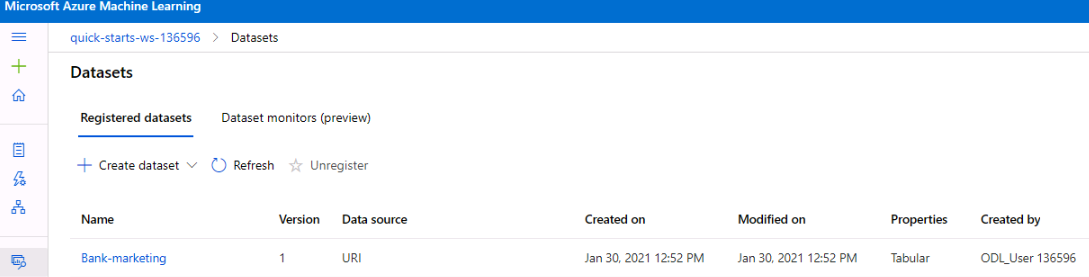 Microsoft Azure Machine Learning
quick-starts-ws-136596 > Datasets
Datasets
Registered datasets Dataset monitors (preview)
Create dataset Refresh Unregister
Name Version Data source Created on Modified on Properties Created by
Bank-marketing 1 URI Jan 30, 2021 12:52 PM Jan 30, 2021 12:52 PM Tabular ODL_User 136596